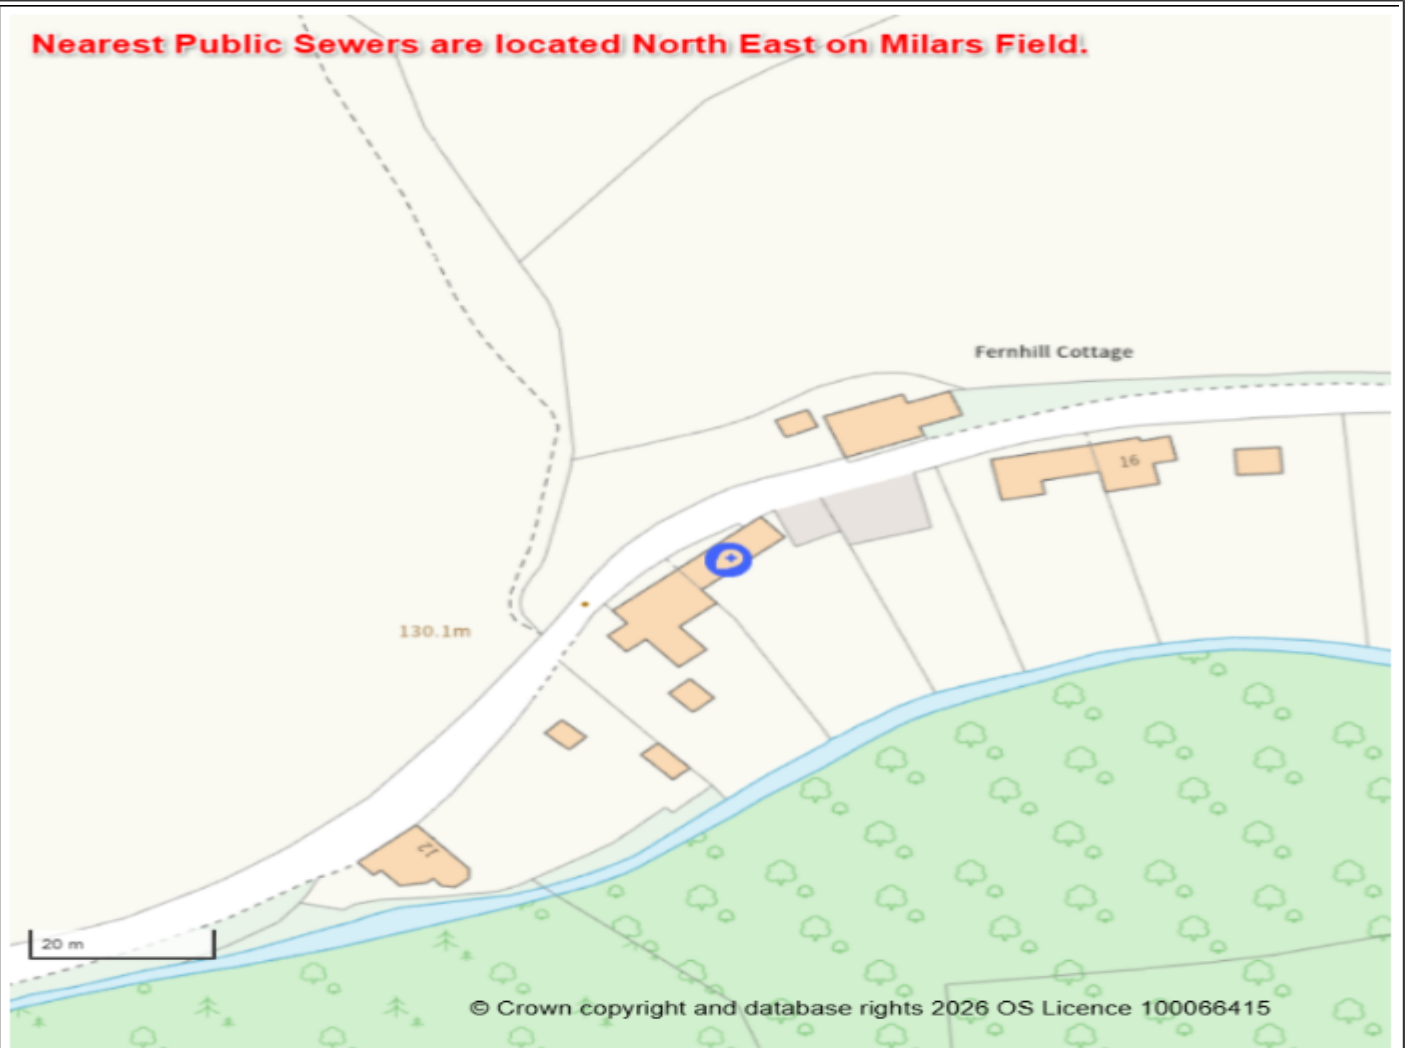 Nearest Public Sewers are located North East on Milars Field.
Fernhill Cottage
16
130.1m
12
20 m
© Crown copyright and database rights 2026 OS Licence 100066415